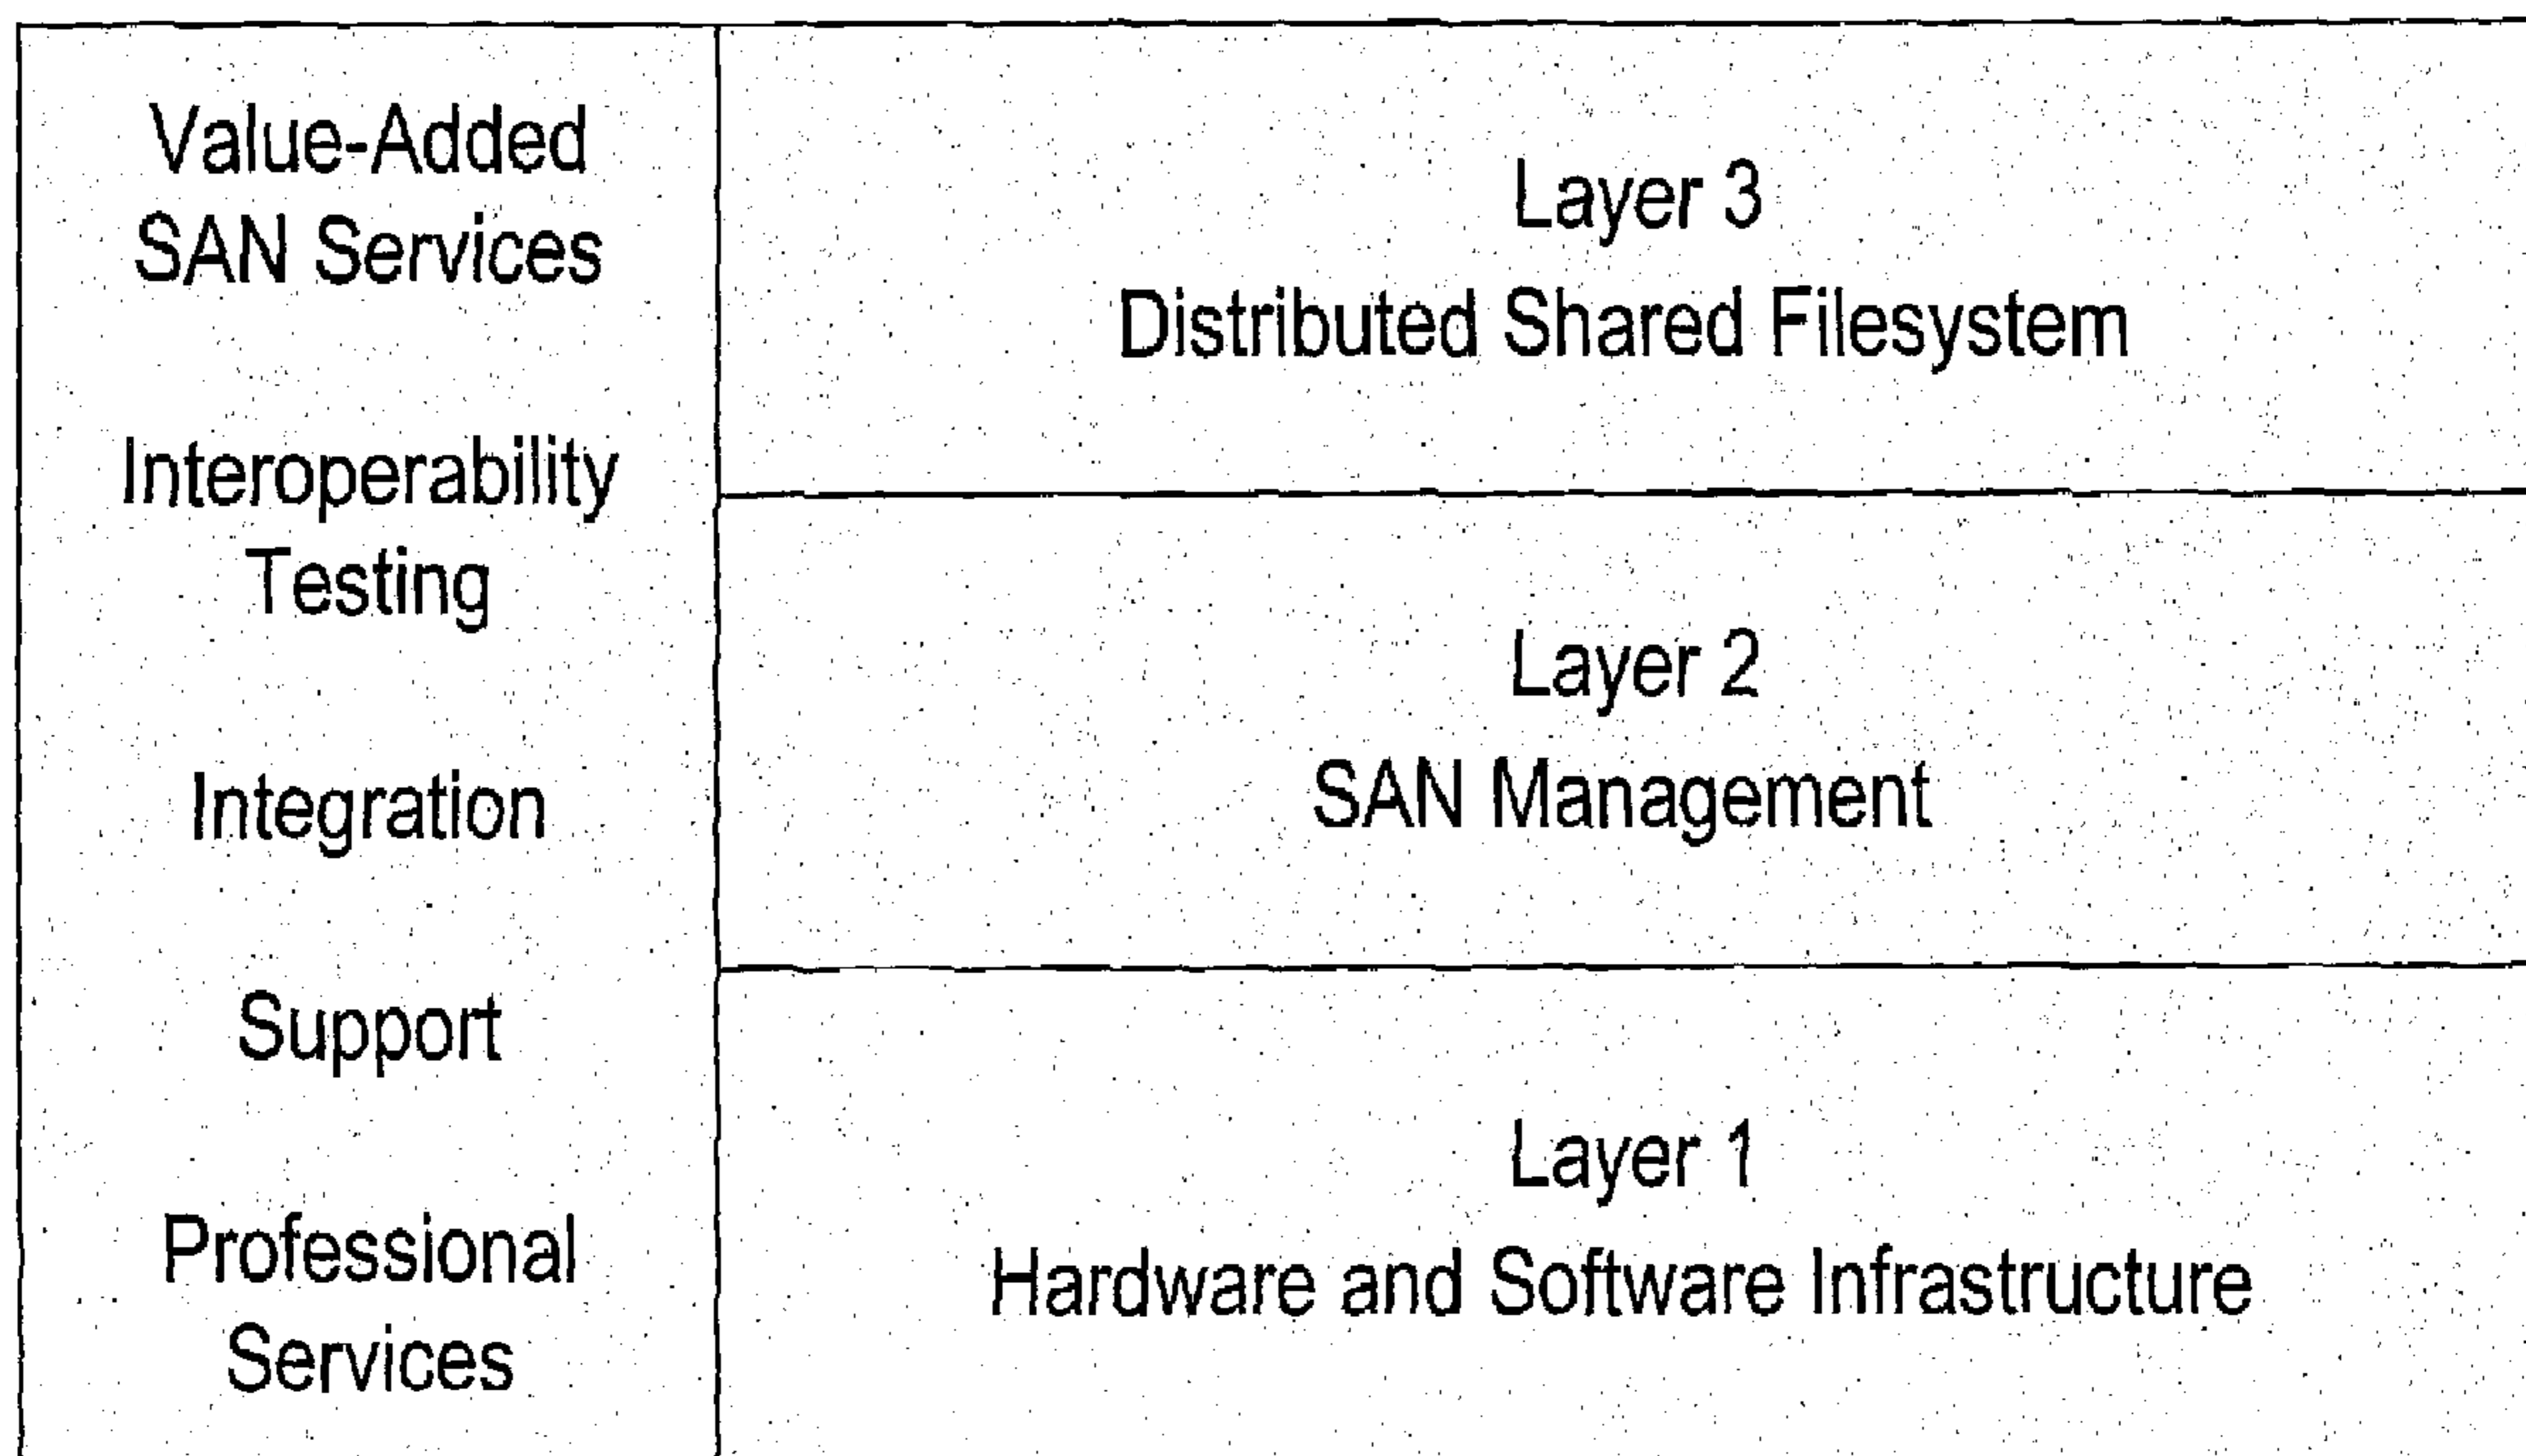 Value-Added
SAN Services
Interoperability
Testing
Integration
Support
Professional
Services
Layer 3
Distributed Shared Filesystem
Layer 2
SAN Management
Layer 1
Hardware and Software Infrastructure